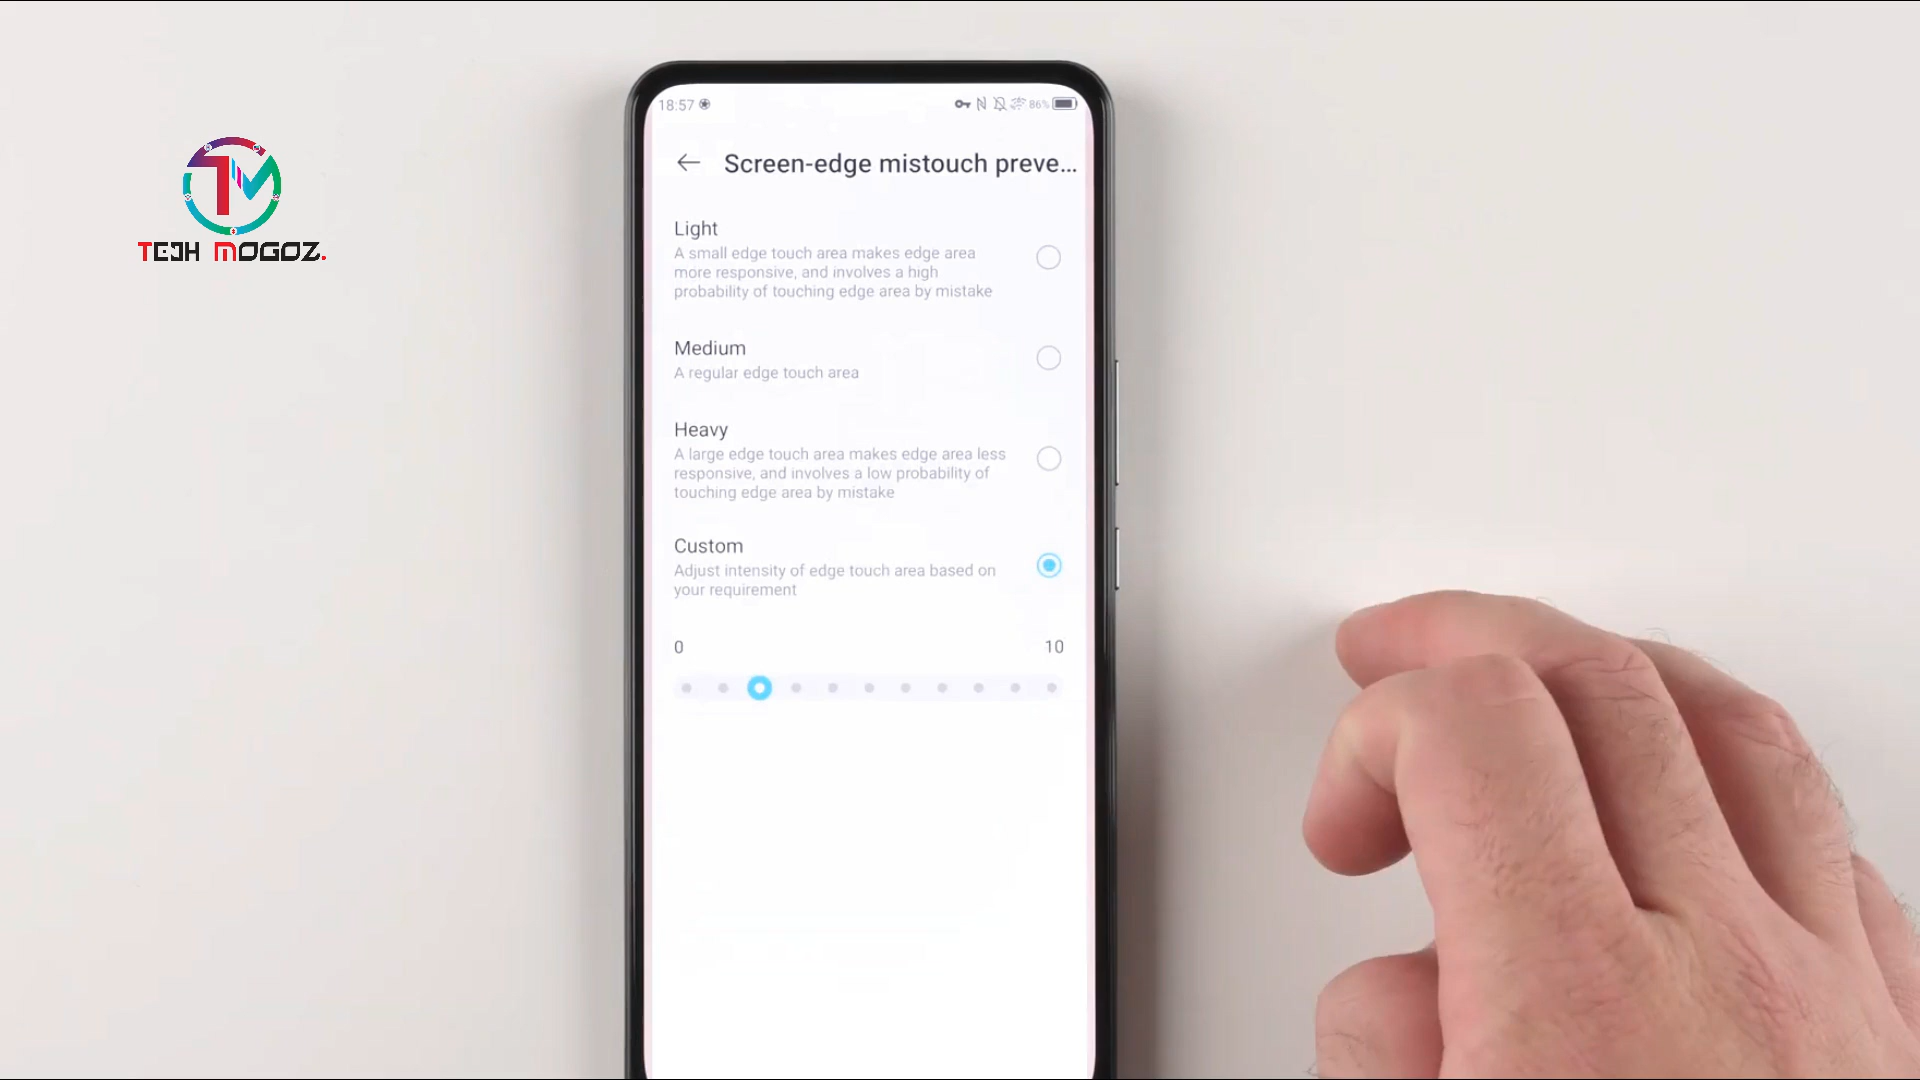 TECH MOGOZ.
18:57
86%
Screen-edge mistouch preve...
Light
A small edge touch area makes edge area
more responsive, and involves a high
probability of touching edge area by mistake
Medium
A regular edge touch area
Heavy
A large edge touch area makes edge area less
responsive, and involves a low probability of
touching edge area by mistake
Custom
Adjust intensity of edge touch area based on
your requirement
0 10